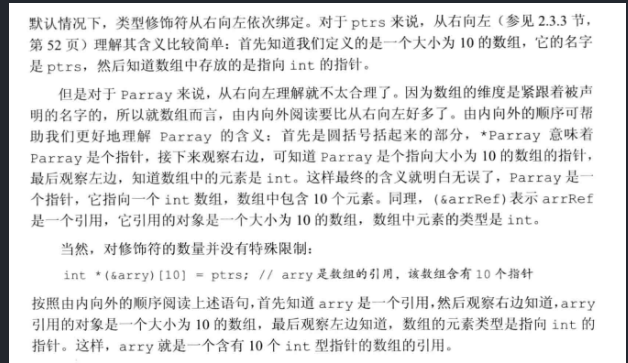 默认情况下，类型修饰符从右向左依次绑定。对于 ptrs 来说，从右向左（参见 2.3.3 节，
第 52 页）理解其含义比较简单：首先知道我们定义的是一个大小为 10 的数组，它的名字
是 ptrs，然后知道数组中存放的是指向 int 的指针。
但是对于 Parray 来说，从右向左理解就不太合理了。因为数组的维度是紧跟着被声
明的名字的，所以就数组而言，由内向外阅读要比从右向左好多了。由内向外的顺序可帮
助我们更好地理解 Parray 的含义：首先是圆括号括起来的部分，*Parray 意味着
Parray 是个指针，接下来观察右边，可知道 Parray 是个指向大小为 10 的数组的指针，
最后观察左边，知道数组中的元素是 int。这样最终的含义就明白无误了，Parray 是一
个指针，它指向一个 int 数组，数组中包含 10 个元素。同理，(&arrRef)表示 arrRef
是一个引用，它引用的对象是一个大小为 10 的数组，数组中元素的类型是 int。
当然，对修饰符的数量并没有特殊限制：
int *(&arry)[10] = ptrs; // arry 是数组的引用，该数组含有 10 个指针
按照由内向外的顺序阅读上述语句，首先知道 arry 是一个引用，然后观察右边知道，arry
引用的对象是一个大小为 10 的数组，最后观察左边知道，数组的元素类型是指向 int 的
指针。这样，arry 就是一个含有 10 个 int 型指针的数组的引用。